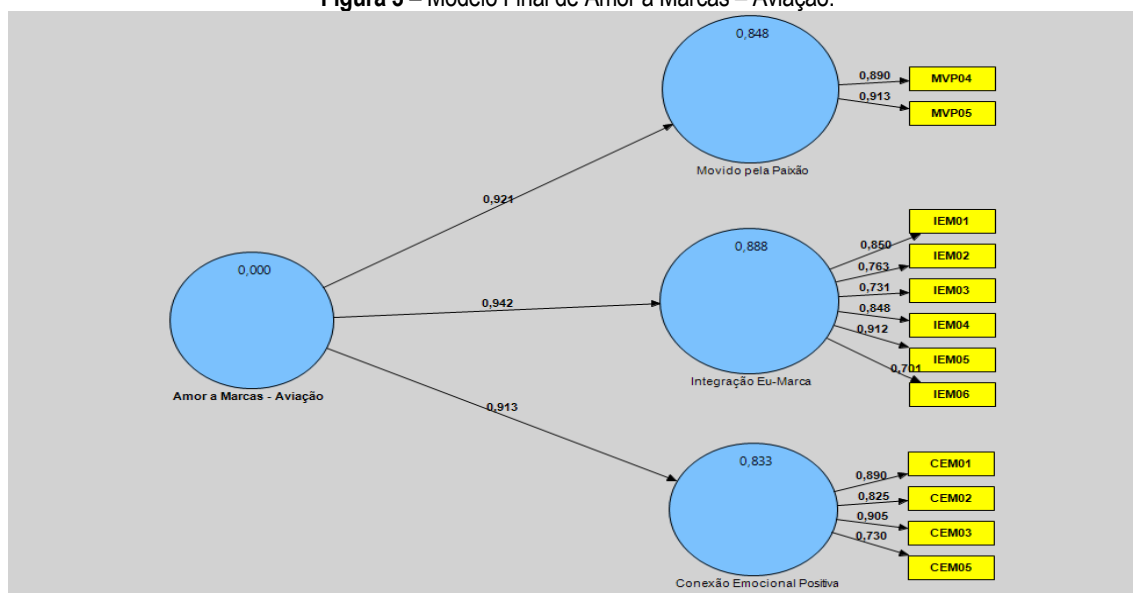 Figura 5 – Modelo Final de Amor a Marcas – Aviação.
0,848
0,890
MVP04
0,913
MVP05
Movido pela Paixão
0,921
IEM01
0,888
0,850
IEM02
0,763
0,000
0,731
IEM03
0,942
0,848
IEM04
0,912
IEM05
0,701
Integração Eu-Marca
IEM06
Amor a Marcas - Aviação
0,913
0,833
CEM01
0,890
0,825
CEM02
0,905
CEM03
0,730
CEM05
Conexão Emocional Positiva